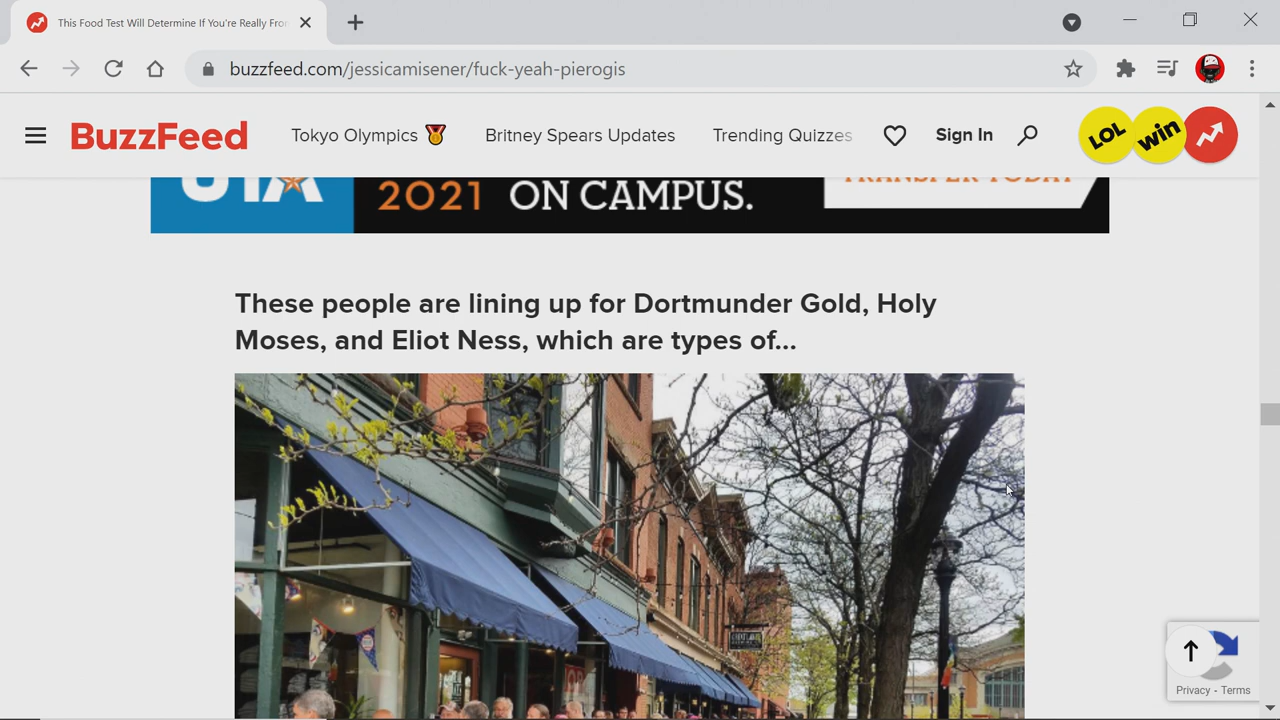 This Food Test Will Determine If You're Really Fro
buzzfeed.com/jessicamisener/fuck-yeah-pierogis
BuzzFeed
Tokyo Olympics
Britney Spears Updates
Trending Quizzes
Sign In
LOL
win
UTA
2021 ON CAMPUS.
TRANSFER TODAY
These people are lining up for Dortmunder Gold, Holy
Moses, and Eliot Ness, which are types of...
Privacy - Terms